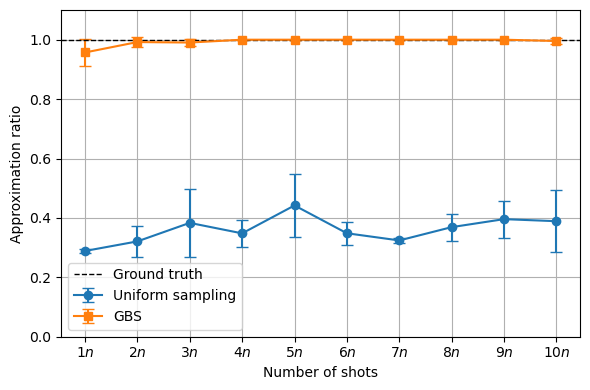 Approximation ratio
1.0
0.8
0.6
0.4
0.2
0.0
Ground truth
Uniform sampling
GBS
1n 2n 3n 4n 5n 6n 7n 8n 9n 10n
Number of shots